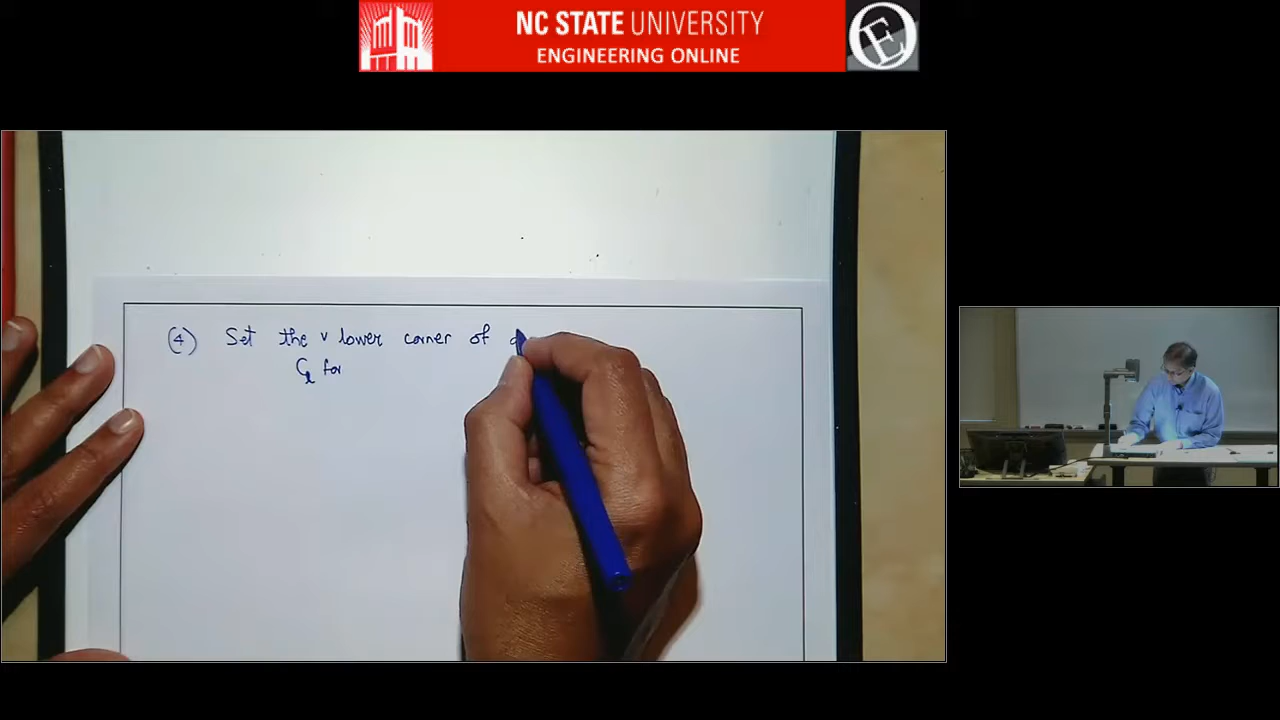 NC STATE UNIVERSITY
ENGINEERING ONLINE
(4) Set the v lower corner of
for